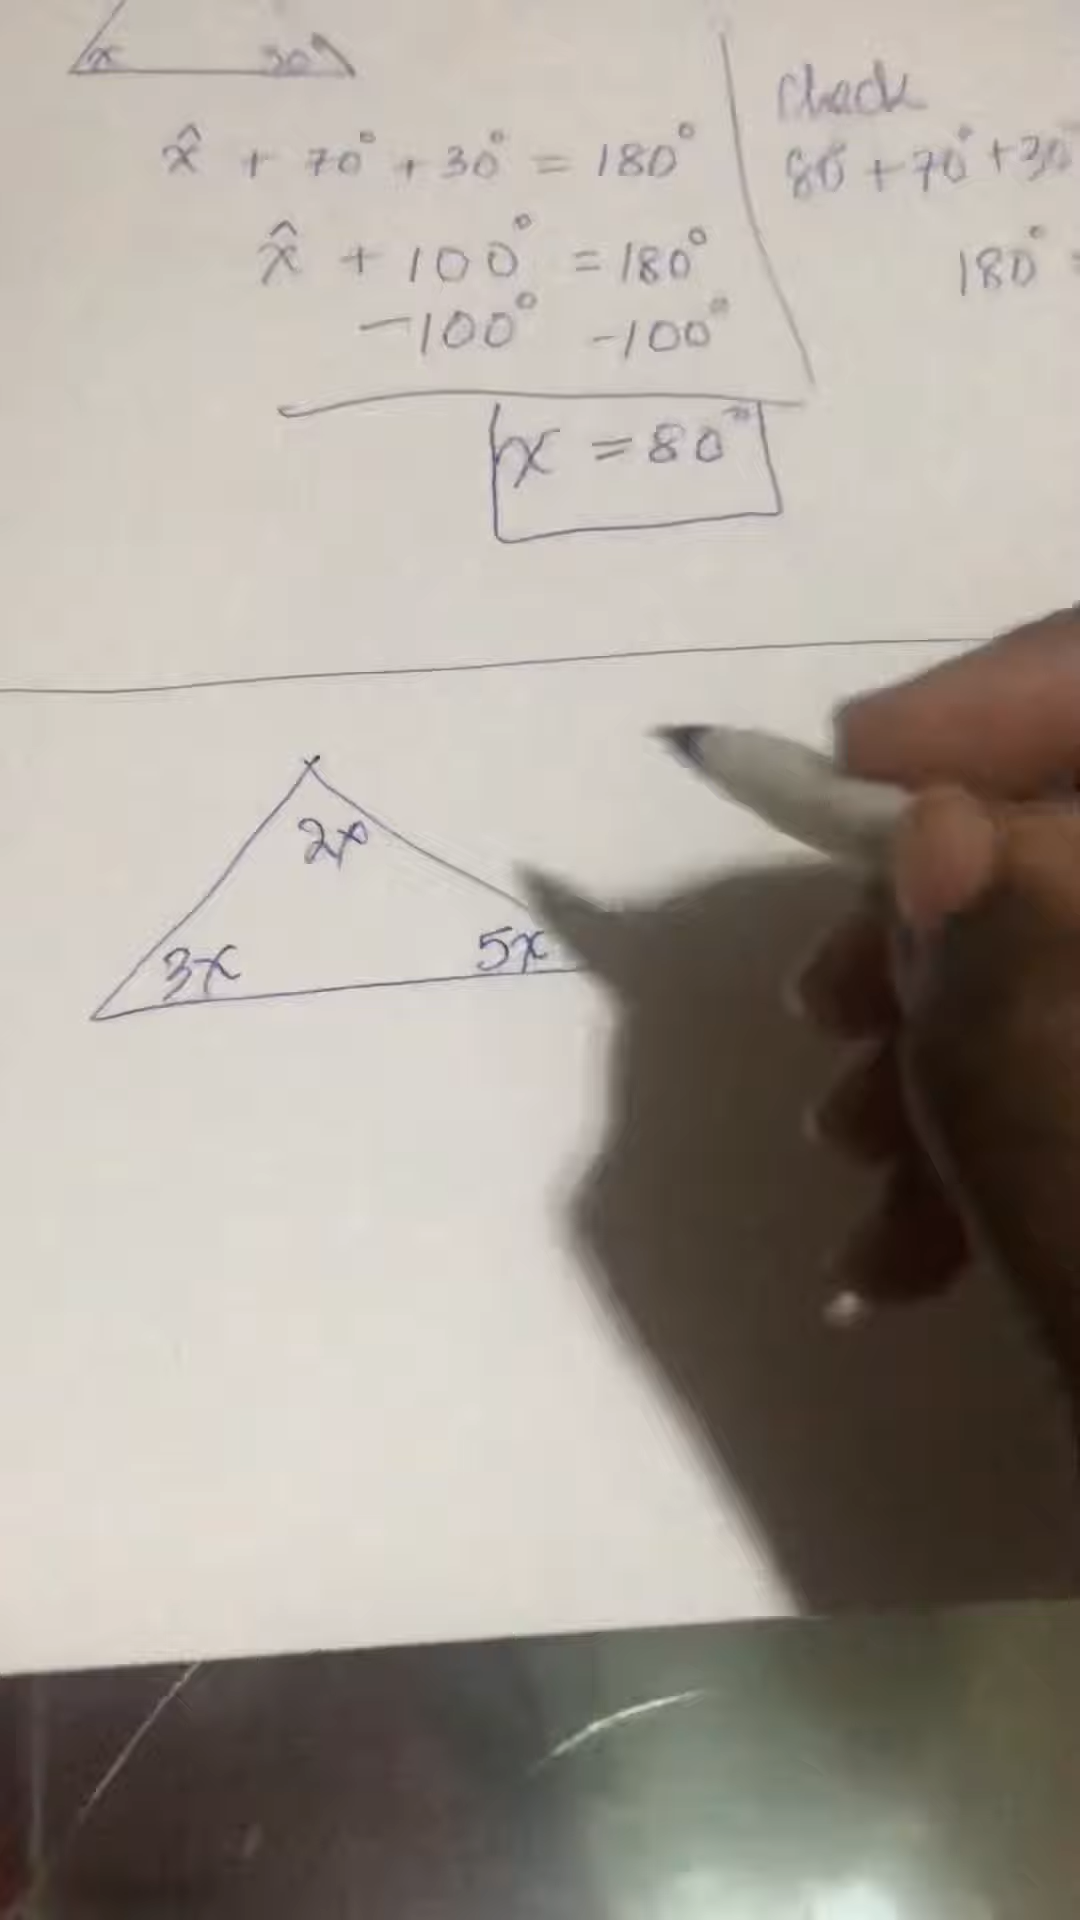 x 30°
x̂ + 70° + 30° = 180°
x̂ + 100° = 180°
-100° -100°
x = 80°
Check
80° + 70° + 30°
180° =
2x
3x 5x